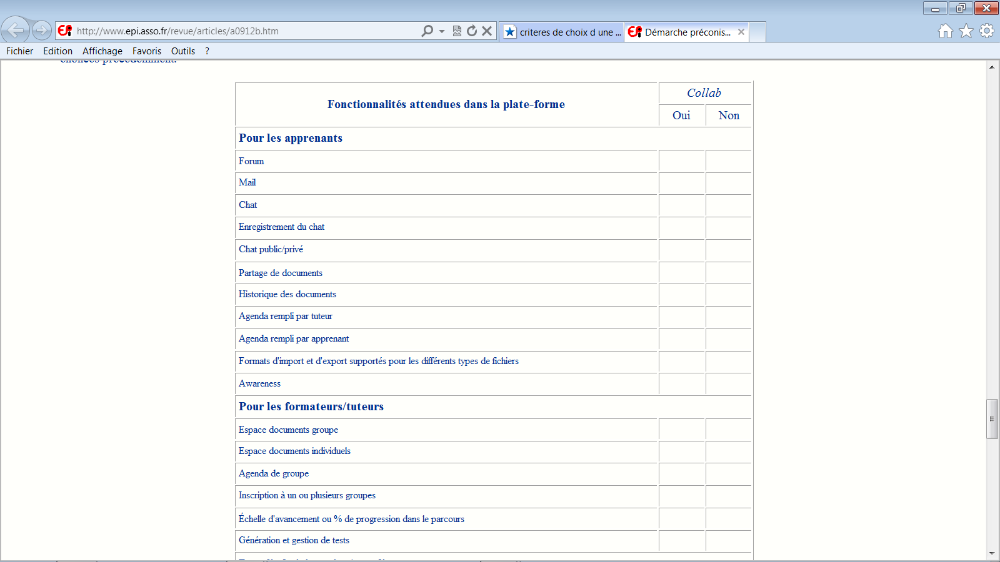 http://www.epi.asso.fr/revue/articles/a0912b.htm
criteres de choix d une ...
Démarche préconis...
Fichier Edition Affichage Favoris Outils ?
Fonctionnalités attendues dans la plate-forme
Collab
Oui Non
Pour les apprenants
Forum
Mail
Chat
Enregistrement du chat
Chat public/privé
Partage de documents
Historique des documents
Agenda rempli par tuteur
Agenda rempli par apprenant
Formats d'import et d'export supportés pour les différents types de fichiers
Awareness
Pour les formateurs/tuteurs
Espace documents groupe
Espace documents individuels
Agenda de groupe
Inscription à un ou plusieurs groupes
Échelle d'avancement ou % de progression dans le parcours
Génération et gestion de tests